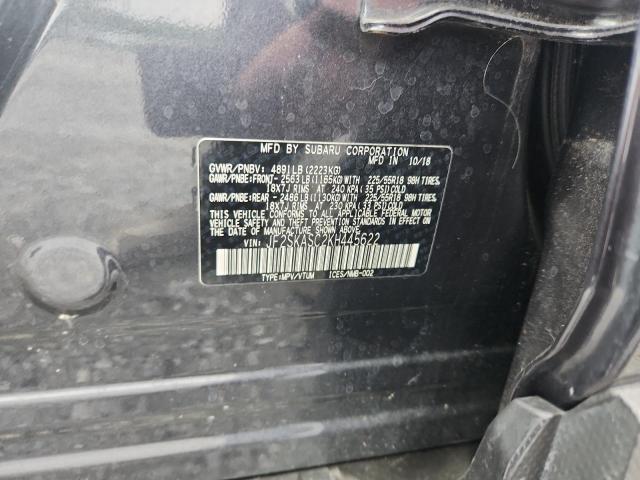 MFD BY SUBARU CORPORATION
MFD. IN 10/18
GVWR/PNBV: 4891LB (2223KG)
GAWR/PNBE:FRONT- 2563 LB (1165KG) WITH 225/55R18 98H TIRES,
18X7J RIMS AT 240 KPA (35 PSI) COLD
GAWR/PNBE:REAR - 2486 LB (1130KG) WITH 225/55R18 98H TIRES,
18X7J RIMS AT 230 KPA (33 PSI) COLD
THIS VEHICLE CONFORMS TO ALL APPLICABLE FEDERAL MOTOR
VEHICLE SAFETY AND THEFT PREVENTION STANDARDS IN EFFECT ON
THE DATE OF MANUFACTURE SHOWN ABOVE.
VIN: JF2SKASC2KH445622
TYPE:MPV/VTUM ICES/NMB-002